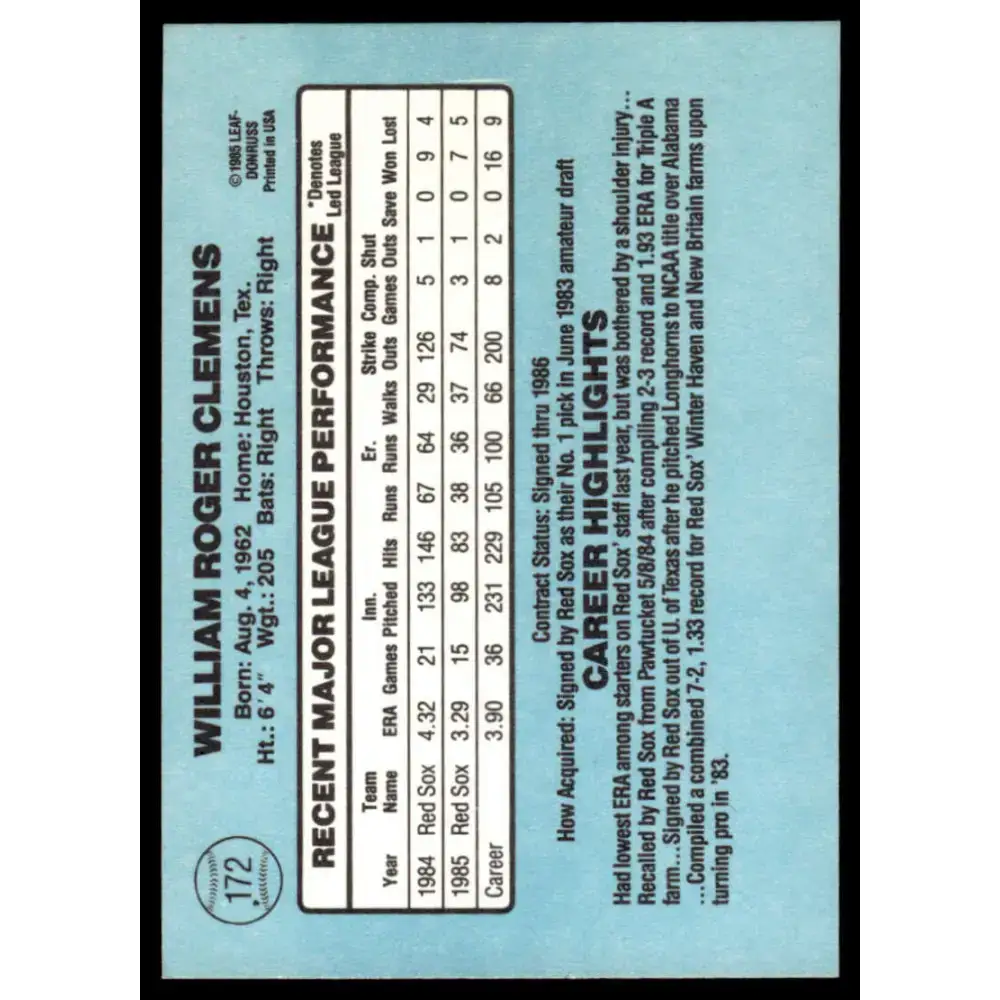 172
WILLIAM ROGER CLEMENS
Born: Aug. 4, 1962 Home: Houston, Tex.
Ht.: 6'4" Wgt.: 205 Bats: Right Throws: Right
©1985 LEAF-
DONRUSS
Printed in USA
RECENT MAJOR LEAGUE PERFORMANCE *Denotes
Led League
Team Inn. Er. Strike Comp. Shut
Year Name ERA Games Pitched Hits Runs Runs Walks Outs Games Outs Save Won Lost
1984 Red Sox 4.32 21 133 146 67 64 29 126 5 1 0 9 4
1985 Red Sox 3.29 15 98 83 38 36 37 74 3 1 0 7 5
Career 3.90 36 231 229 105 100 66 200 8 2 0 16 9
Contract Status: Signed thru 1986
How Acquired: Signed by Red Sox as their No. 1 pick in June 1983 amateur draft
CAREER HIGHLIGHTS
Had lowest ERA among starters on Red Sox' staff last year, but was bothered by a shoulder injury...
Recalled by Red Sox from Pawtucket 5/8/84 after compiling 2-3 record and 1.93 ERA for Triple A
farm...Signed by Red Sox out of U. of Texas after he pitched Longhorns to NCAA title over Alabama
...Compiled a combined 7-2, 1.33 record for Red Sox' Winter Haven and New Britain farms upon
turning pro in '83.